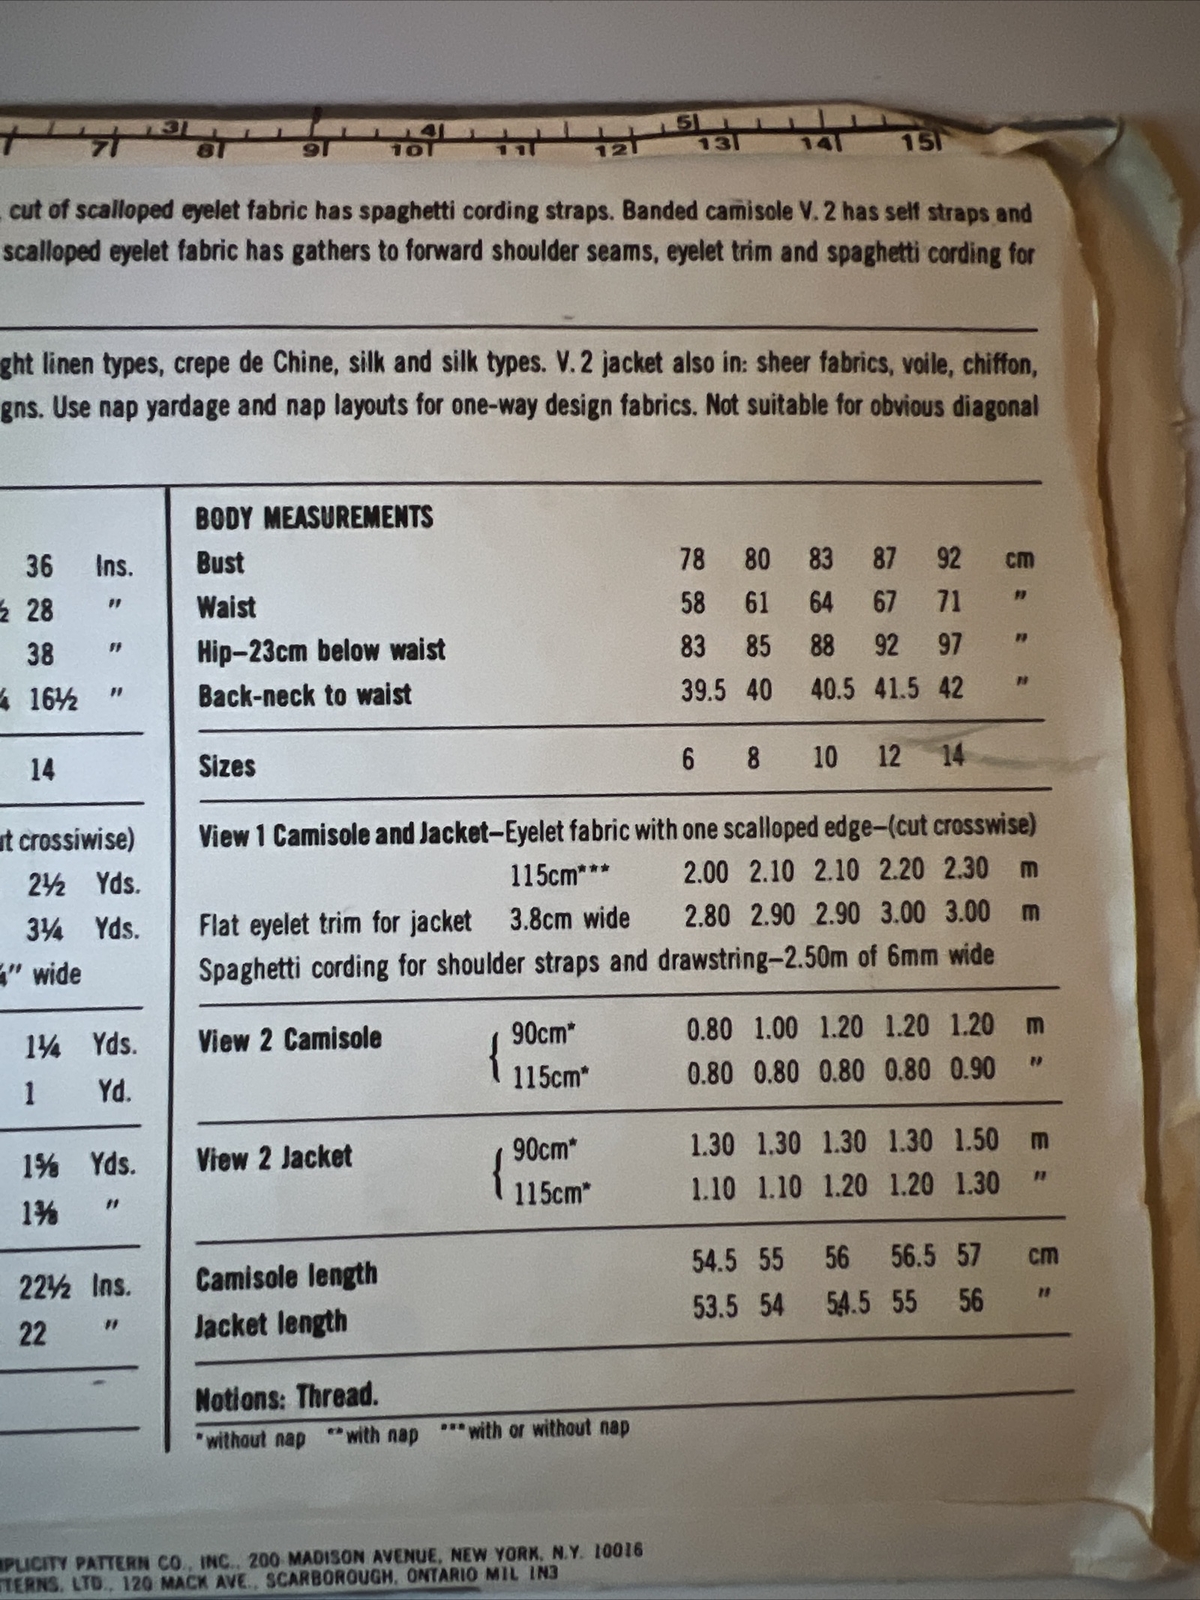 3 4 5
7 8 9 10 11 12 13 14 15
cut of scalloped eyelet fabric has spaghetti cording straps. Banded camisole V. 2 has self straps and
scalloped eyelet fabric has gathers to forward shoulder seams, eyelet trim and spaghetti cording for
ght linen types, crepe de Chine, silk and silk types. V. 2 jacket also in: sheer fabrics, voile, chiffon,
gns. Use nap yardage and nap layouts for one-way design fabrics. Not suitable for obvious diagonal
36 Ins.
½ 28 "
38 "
¼ 16½ "
14
ut crossiwise)
2½ Yds.
3¼ Yds.
¼" wide
1¼ Yds.
1 Yd.
1⅝ Yds.
1⅜ "
22½ Ins.
22 "
BODY MEASUREMENTS
Bust 78 80 83 87 92 cm
Waist 58 61 64 67 71 "
Hip–23cm below waist 83 85 88 92 97 "
Back-neck to waist 39.5 40 40.5 41.5 42 "
Sizes 6 8 10 12 14
View 1 Camisole and Jacket–Eyelet fabric with one scalloped edge–(cut crosswise)
115cm*** 2.00 2.10 2.10 2.20 2.30 m
Flat eyelet trim for jacket 3.8cm wide 2.80 2.90 2.90 3.00 3.00 m
Spaghetti cording for shoulder straps and drawstring–2.50m of 6mm wide
View 2 Camisole { 90cm* 0.80 1.00 1.20 1.20 1.20 m
115cm* 0.80 0.80 0.80 0.80 0.90 "
View 2 Jacket { 90cm* 1.30 1.30 1.30 1.30 1.50 m
115cm* 1.10 1.10 1.20 1.20 1.30 "
Camisole length 54.5 55 56 56.5 57 cm
Jacket length 53.5 54 54.5 55 56 "
Notions: Thread.
*without nap **with nap ***with or without nap
PLICITY PATTERN CO., INC., 200 MADISON AVENUE, NEW YORK, N.Y. 10016
TTERNS, LTD., 120 MACK AVE., SCARBOROUGH, ONTARIO M1L 1N3